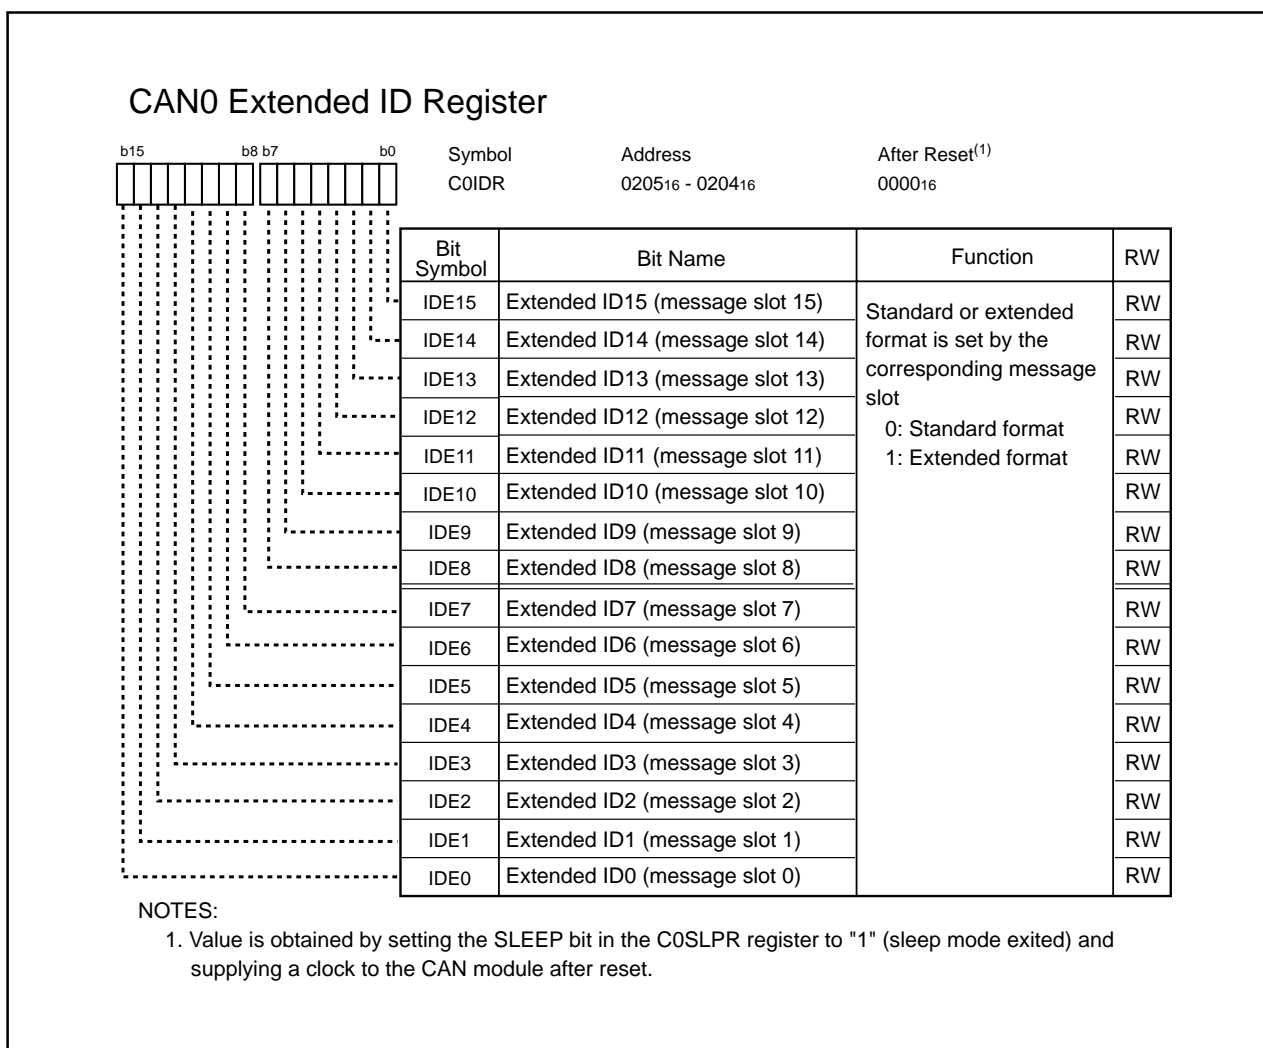 CAN0 Extended ID Register
b15 b8 b7 b0 Symbol Address After Reset(1)
C0IDR 020516 - 020416 000016
Bit Symbol Bit Name Function RW
IDE15 Extended ID15 (message slot 15) RW
IDE14 Extended ID14 (message slot 14) RW
IDE13 Extended ID13 (message slot 13) RW
IDE12 Extended ID12 (message slot 12) RW
IDE11 Extended ID11 (message slot 11) RW
IDE10 Extended ID10 (message slot 10) RW
IDE9 Extended ID9 (message slot 9) RW
IDE8 Extended ID8 (message slot 8) RW
IDE7 Extended ID7 (message slot 7) RW
IDE6 Extended ID6 (message slot 6) RW
IDE5 Extended ID5 (message slot 5) RW
IDE4 Extended ID4 (message slot 4) RW
IDE3 Extended ID3 (message slot 3) RW
IDE2 Extended ID2 (message slot 2) RW
IDE1 Extended ID1 (message slot 1) RW
IDE0 Extended ID0 (message slot 0) RW
Standard or extended
format is set by the
corresponding message
slot
0: Standard format
1: Extended format
NOTES:
1. Value is obtained by setting the SLEEP bit in the C0SLPR register to "1" (sleep mode exited) and
supplying a clock to the CAN module after reset.